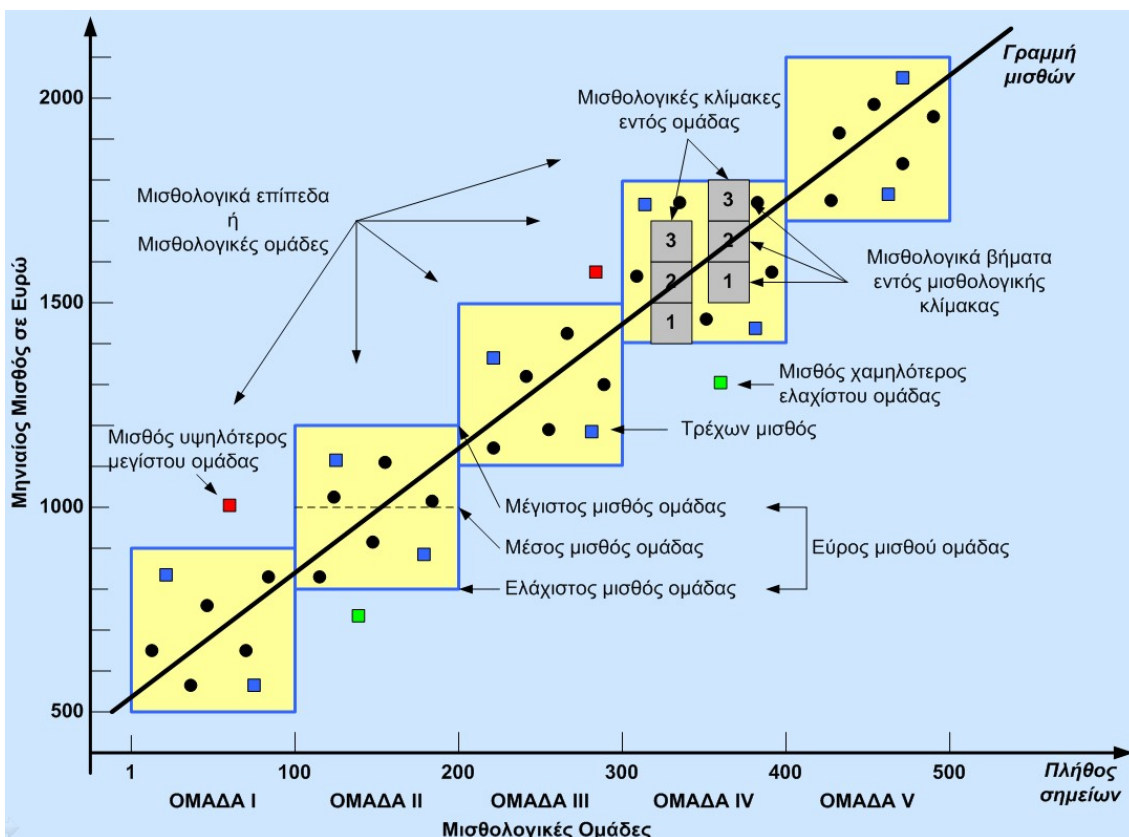 Γραμμή
μισθών
Μισθολογικές κλίμακες
εντός ομάδας
2000
Μισθολογικά επίπεδα
ή
Μισθολογικές ομάδες
3
3
2
2
1
1
Μισθολογικά βήματα
εντός μισθολογικής
κλίμακας
1500
Μισθός χαμηλότερος
ελαχίστου ομάδας
Τρέχων μισθός
Μισθός υψηλότερος
μεγίστου ομάδας
Μηνιαίος Μισθός σε Ευρώ
1000
Μέγιστος μισθός ομάδας
Μέσος μισθός ομάδας
Εύρος μισθού ομάδας
Ελάχιστος μισθός ομάδας
500
1 100 200 300 400 500
Πλήθος
σημείων
ΟΜΑΔΑ I ΟΜΑΔΑ II ΟΜΑΔΑ III ΟΜΑΔΑ IV ΟΜΑΔΑ V
Μισθολογικές Ομάδες